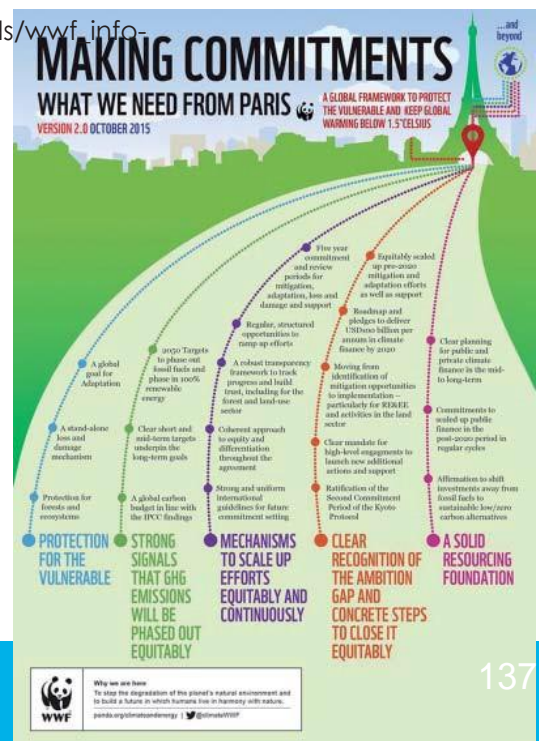 ls/wwf_info-
MAKING COMMITMENTS
WHAT WE NEED FROM PARIS
VERSION 2.0 OCTOBER 2015
A GLOBAL FRAMEWORK TO PROTECT
THE VULNERABLE AND KEEP GLOBAL
WARMING BELOW 1.5°CELSIUS
...and
beyond
A global
goal for
Adaptation
A stand-alone
loss and
damage
mechanism
Protection for
forests and
ecosystems
PROTECTION
FOR THE
VULNERABLE
2050 Targets
to phase out
fossil fuels and
phase in 100%
renewable
energy
Clear short and
mid-term targets
underpin the
long-term goals
A global carbon
budget in line with
the IPCC findings
STRONG
SIGNALS
THAT GHG
EMISSIONS
WILL BE
PHASED OUT
EQUITABLY
Five year
commitment
and review
periods for
mitigation,
adaptation, loss and
damage and support
Regular, structured
opportunities to
ramp up efforts
A robust transparency
framework to track
progress and build
trust, including for the
forest and land-use
sector
Coherent approach
to equity and
differentiation
throughout the
agreement
Strong and uniform
international
guidelines for future
commitment setting
MECHANISMS
TO SCALE UP
EFFORTS
EQUITABLY AND
CONTINUOUSLY
Equitably scaled
up pre-2020
mitigation and
adaptation efforts
as well as support
Roadmap and
pledges to deliver
USD100 billion per
annum in climate
finance by 2020
Moving from
identification of
mitigation opportunities
to implementation –
particularly for RE&EE
and activities in the land
sector
Clear mandate for
high-level engagments to
launch new additional
actions and support
Ratification of the
Second Commitment
Period of the Kyoto
Protocol
CLEAR
RECOGNITION OF
THE AMBITION
GAP AND
CONCRETE STEPS
TO CLOSE IT
EQUITABLY
Clear planning
for public and
private climate
finance in the mid-
to long-term
Commitments to
scaled up public
finance in the
post-2020 period in
regular cycles
Affirmation to shift
investments away from
fossil fuels to
sustainable low/zero
carbon alternatives
A SOLID
RESOURCING
FOUNDATION
WWF
Why we are here
To stop the degradation of the planet's natural environment and
to build a future in which humans live in harmony with nature.
panda.org/climateandenergy | @climateWWF
137